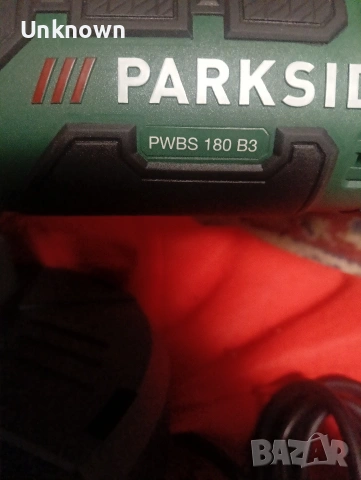 Unknown
PARKSID
PWBS 180 B3
BAZAR